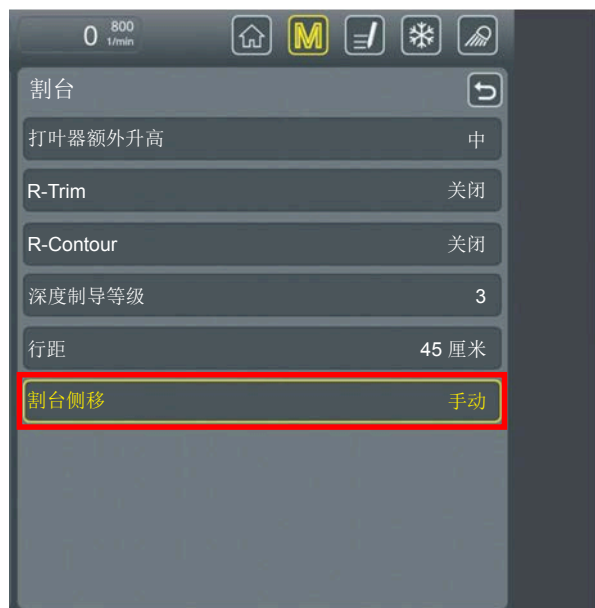 0 800 1/min
M
割台
打叶器额外升高 中
R-Trim 关闭
R-Contour 关闭
深度制导等级 3
行距 45 厘米
割台侧移 手动